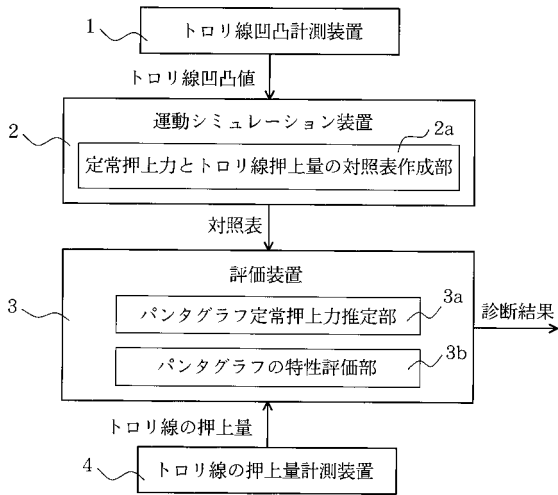 1
トロリ線凹凸計測装置
トロリ線凹凸値
2
運動シミュレーション装置
2a
定常押上力とトロリ線押上量の対照表作成部
対照表
3
評価装置
3a
パンタグラフ定常押上力推定部
診断結果
3b
パンタグラフの特性評価部
トロリ線の押上量
4
トロリ線の押上量計測装置